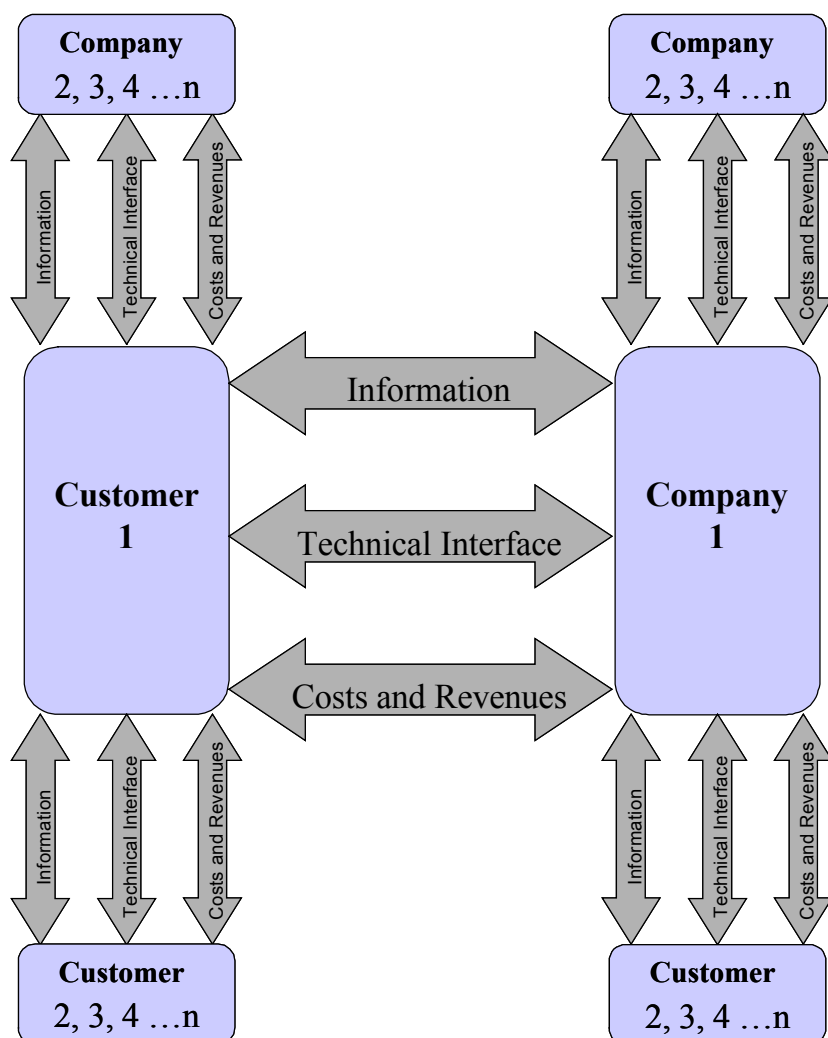 Company
2, 3, 4 …n
Company
2, 3, 4 …n
Information
Technical Interface
Costs and Revenues
Information
Technical Interface
Costs and Revenues
Customer
1
Information
Technical Interface
Costs and Revenues
Company
1
Information
Technical Interface
Costs and Revenues
Information
Technical Interface
Costs and Revenues
Customer
2, 3, 4 …n
Customer
2, 3, 4 …n